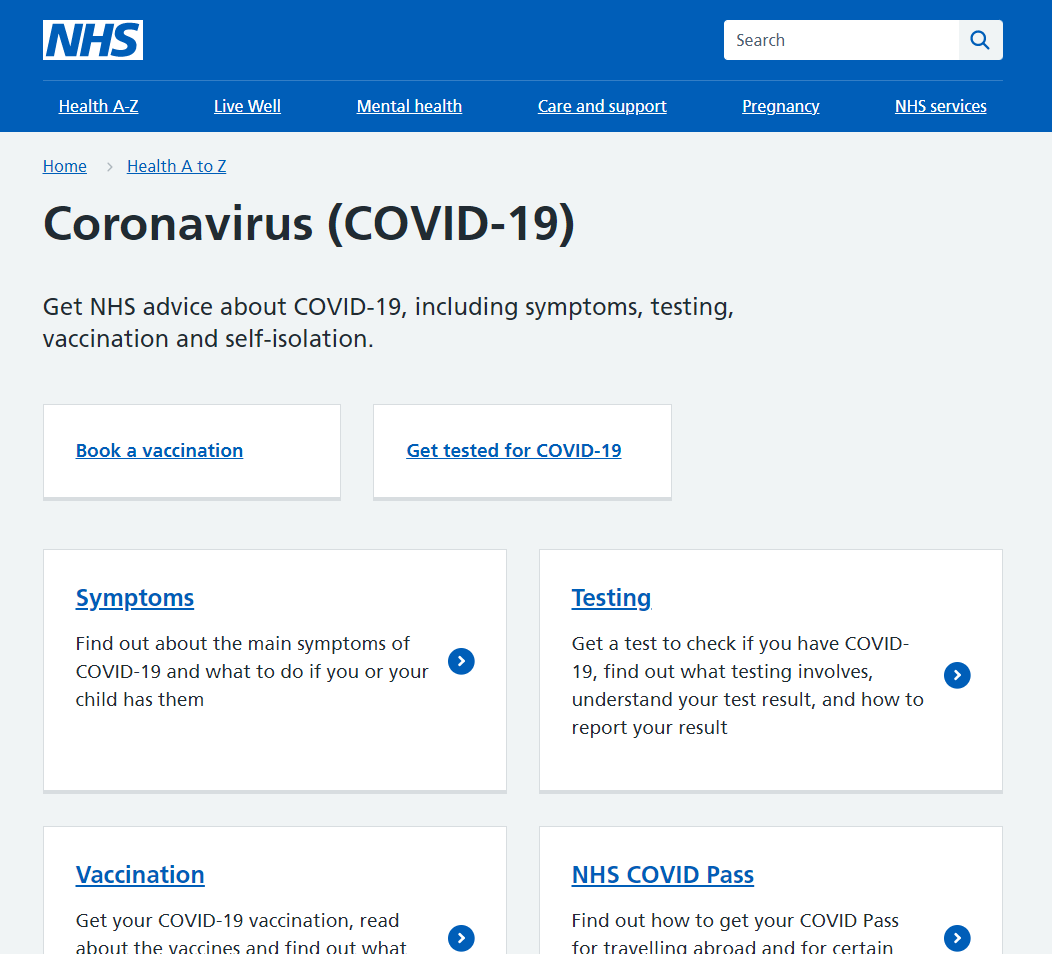 NHS
Search
Health A-Z
Live Well
Mental health
Care and support
Pregnancy
NHS services
Home
Health A to Z
Coronavirus (COVID-19)
Get NHS advice about COVID-19, including symptoms, testing,
vaccination and self-isolation.
Book a vaccination
Get tested for COVID-19
Symptoms
Find out about the main symptoms of
COVID-19 and what to do if you or your
child has them
Testing
Get a test to check if you have COVID-
19, find out what testing involves,
understand your test result, and how to
report your result
Vaccination
Get your COVID-19 vaccination, read
about the vaccines and find out what
NHS COVID Pass
Find out how to get your COVID Pass
for travelling abroad and for certain